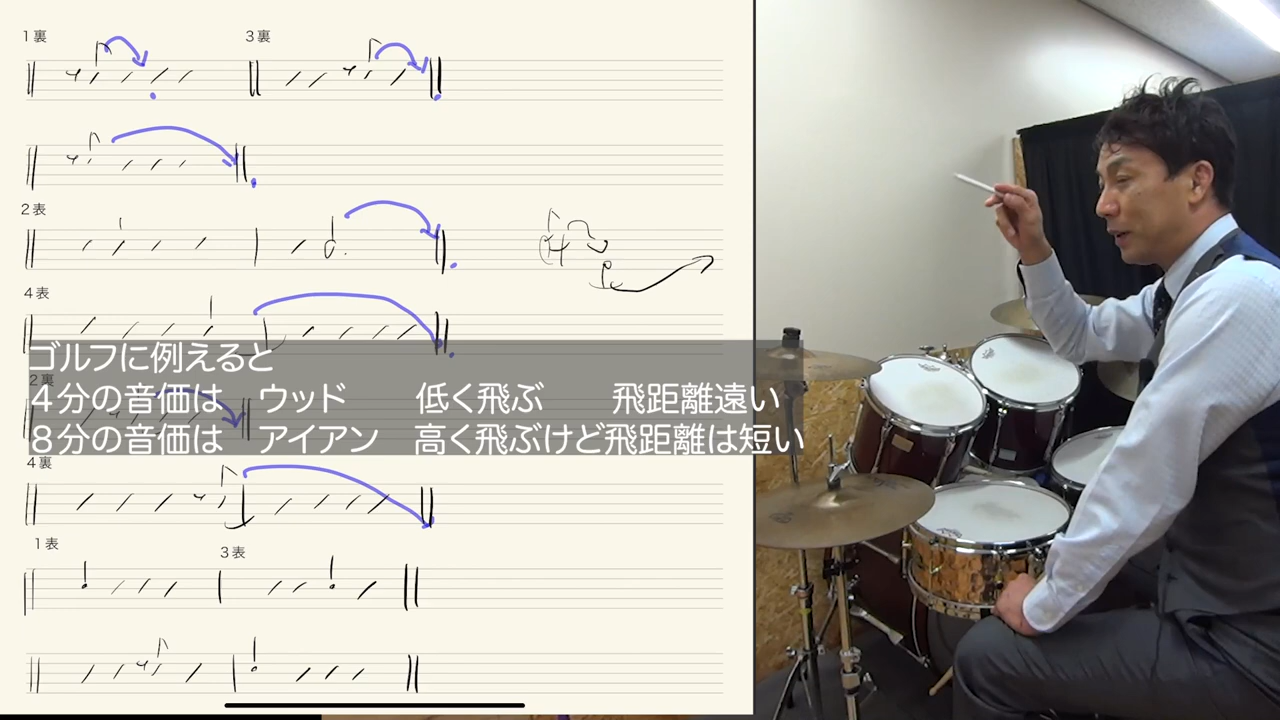 1裏 3裏
2表
4表
ゴルフに例えると
2裏
4分の音価は ウッド 低く飛ぶ 飛距離遠い
8分の音価は アイアン 高く飛ぶけど飛距離は短い
4裏
1表 3表